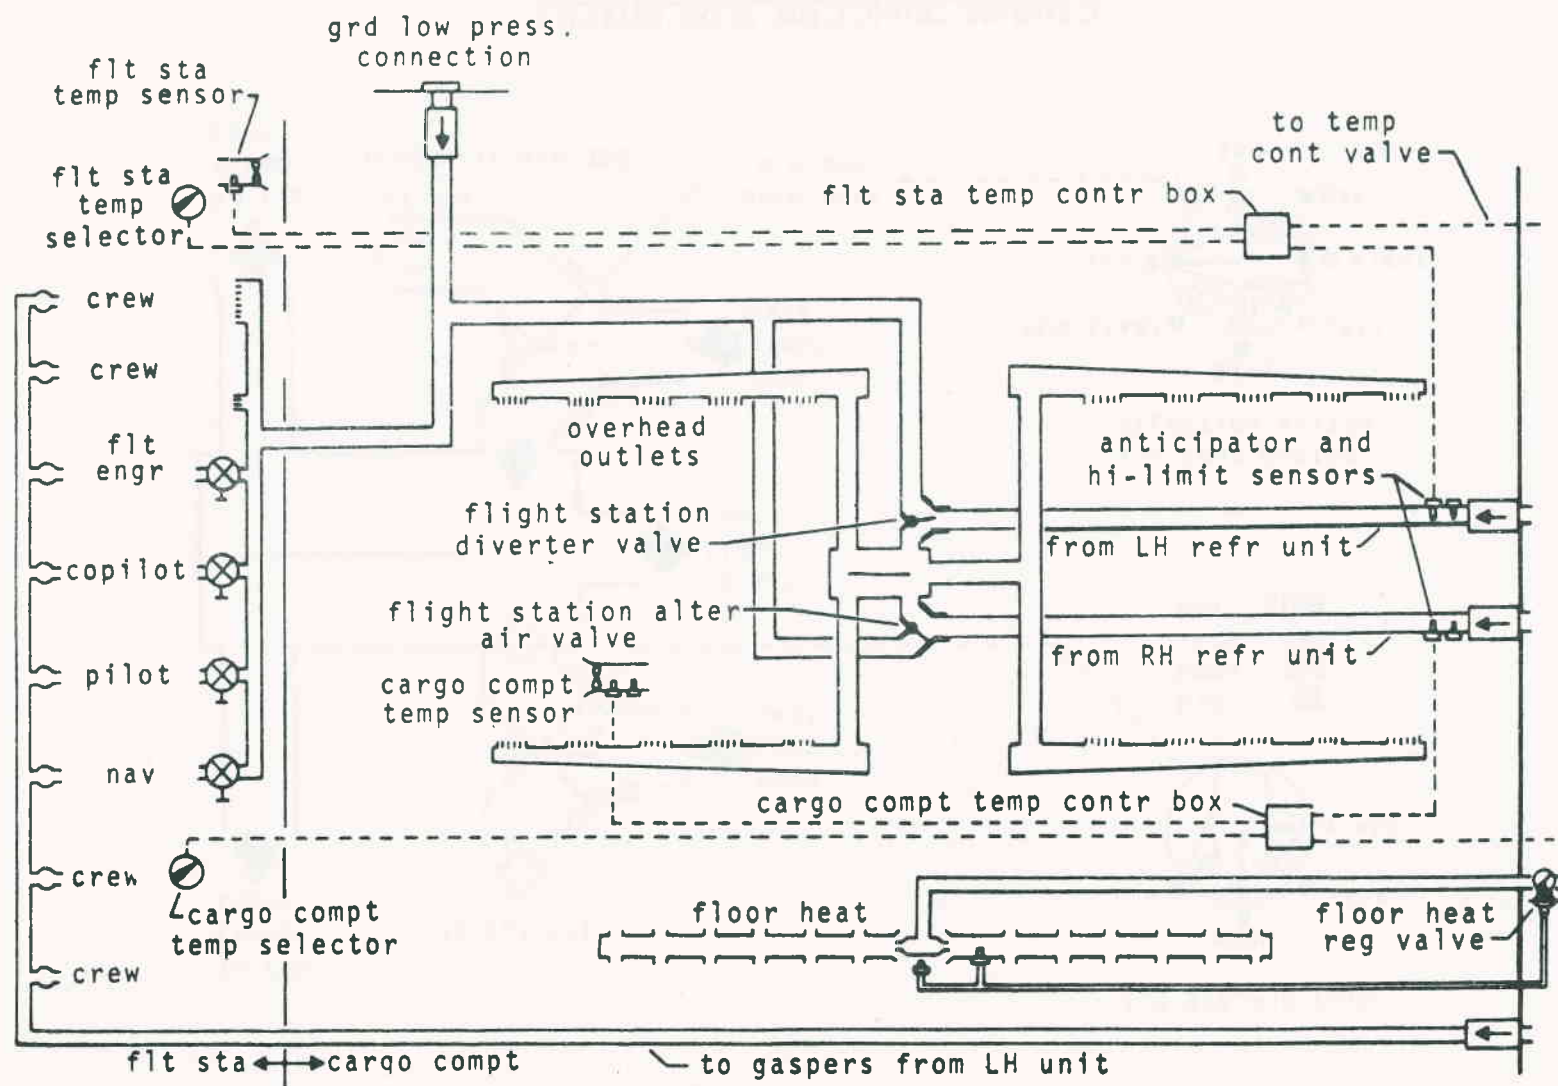 grd low press.
connection
flt sta
temp sensor
to temp
cont valve
flt sta
temp
selector
flt sta temp contr box
crew
crew
flt
engr
copilot
pilot
nav
crew
crew
overhead
outlets
anticipator and
hi-limit sensors
flight station
diverter valve
from LH refr unit
flight station alter
air valve
from RH refr unit
cargo compt
temp sensor
cargo compt temp contr box
cargo compt
temp selector
floor heat
floor heat
reg valve
flt sta
cargo compt
to gaspers from LH unit